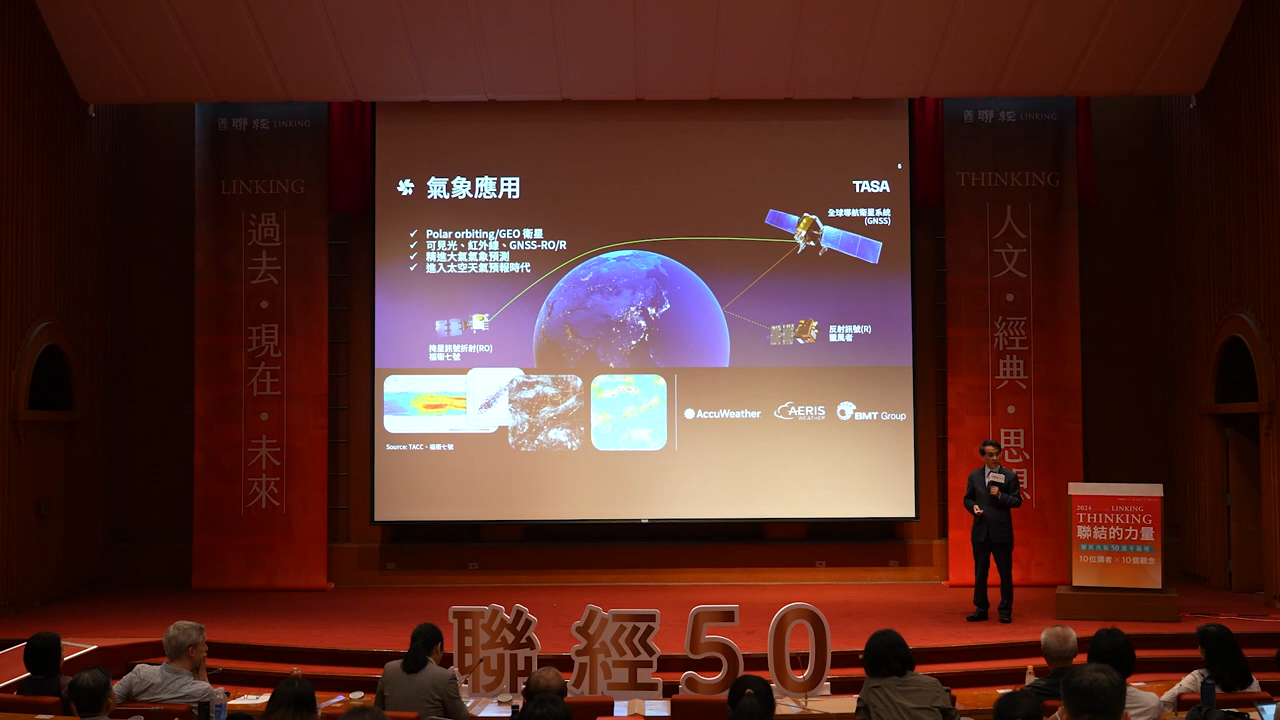 聯經 LINKING
LINKING
過去·現在·未來
聯經 LINKING
THINKING
人文·經典·思想
6
氣象應用
TASA
全球導航衛星系統
(GNSS)
✓ Polar orbiting/GEO 衛星
✓ 可見光、紅外線、GNSS-RO/R
✓ 精進大氣氣象預測
✓ 進入太空天氣預報時代
掩星訊號折射(RO)
福衛七號
反射訊號(R)
獵風者
AccuWeather
AERIS
WEATHER
BMT Group
Source: TACC、福衛七號
2024
LINKING
THINKING
聯結的力量
10位講者×10個觀念
聯經50